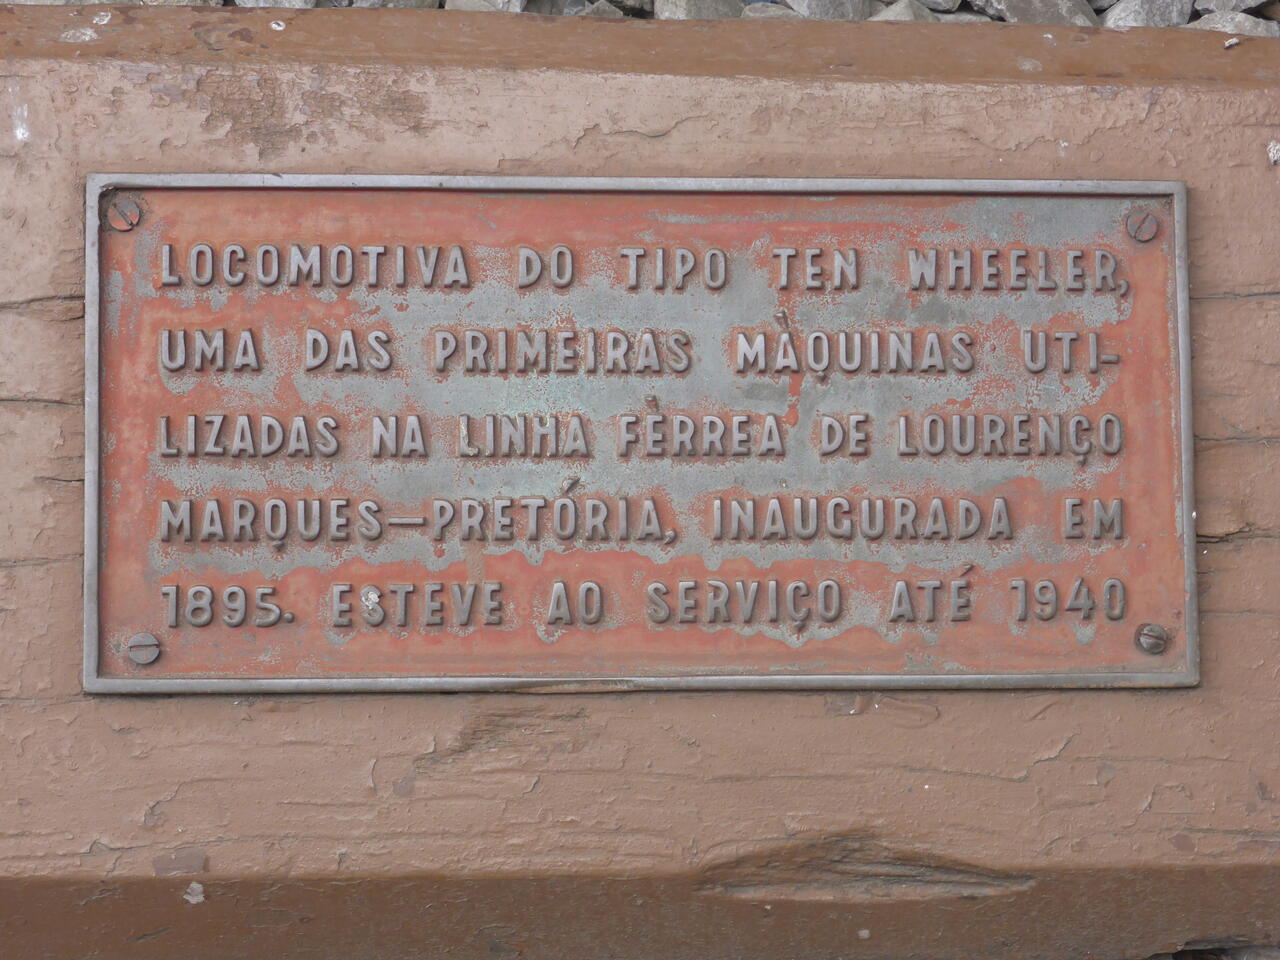 LOCOMOTIVA DO TIPO TEN WHEELER,
UMA DAS PRIMEIRAS MÁQUINAS UTI-
LIZADAS NA LINHA FÈRREA DE LOURENÇO
MARQUES-PRETÓRIA, INAUGURADA EM
1895. ESTEVE AO SERVIÇO ATÉ 1940